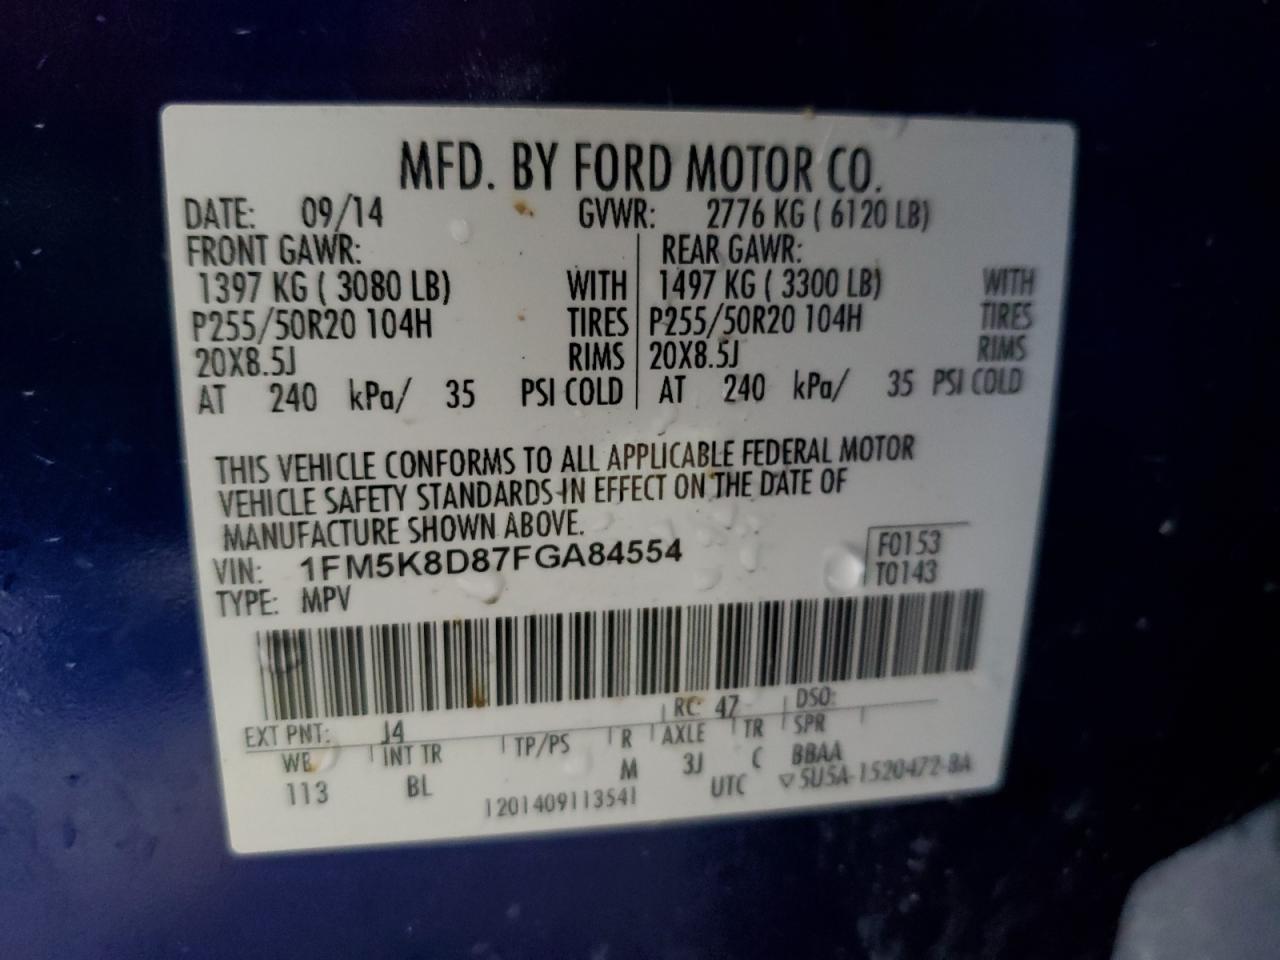 MFD. BY FORD MOTOR CO.
DATE: 09/14 GVWR: 2776 KG ( 6120 LB)
FRONT GAWR: REAR GAWR:
1397 KG ( 3080 LB) WITH 1497 KG ( 3300 LB) WITH
P255/50R20 104H TIRES P255/50R20 104H TIRES
20X8.5J RIMS 20X8.5J RIMS
AT 240 kPa/ 35 PSI COLD AT 240 kPa/ 35 PSI COLD
THIS VEHICLE CONFORMS TO ALL APPLICABLE FEDERAL MOTOR
VEHICLE SAFETY STANDARDS IN EFFECT ON THE DATE OF
MANUFACTURE SHOWN ABOVE.
VIN: 1FM5K8D87FGA84554 F0153
TYPE: MPV T0143
EXT PNT: J4 RC: 47 DSO:
WB INT TR TP/PS R AXLE TR SPR
113 BL M 3J C BBAA
1201409113541 UTC ▽5U5A-1520472-BA